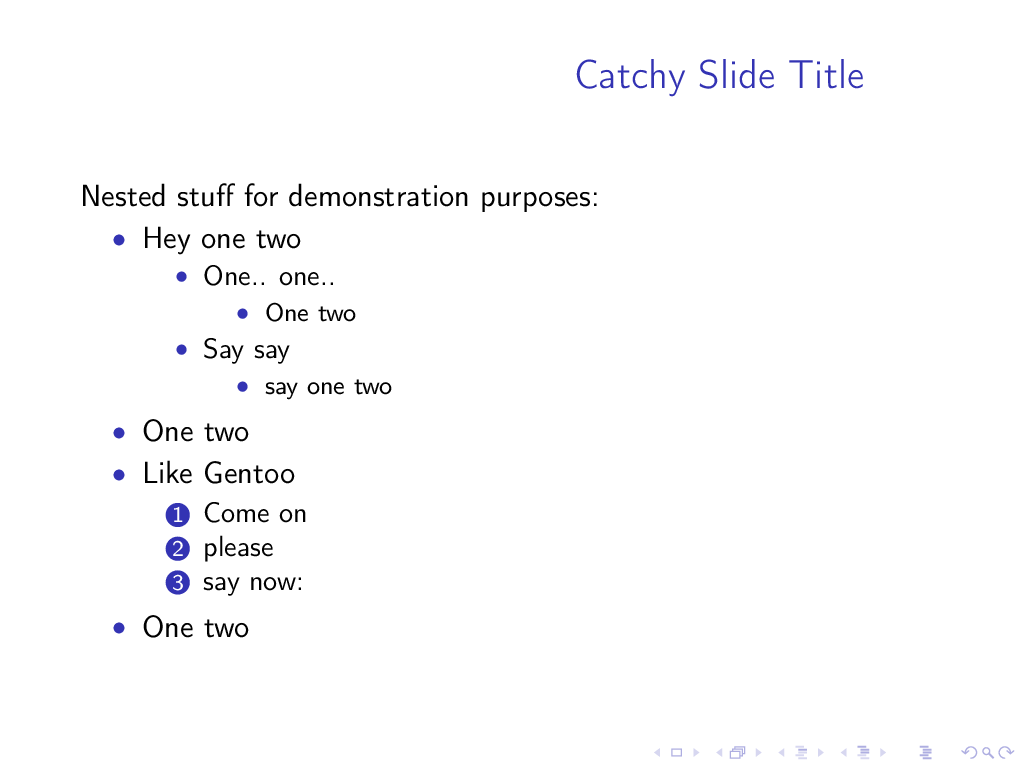 Catchy Slide Title
Nested stuff for demonstration purposes:
• Hey one two
• One.. one..
• One two
• Say say
• say one two
• One two
• Like Gentoo
1 Come on
2 please
3 say now:
• One two